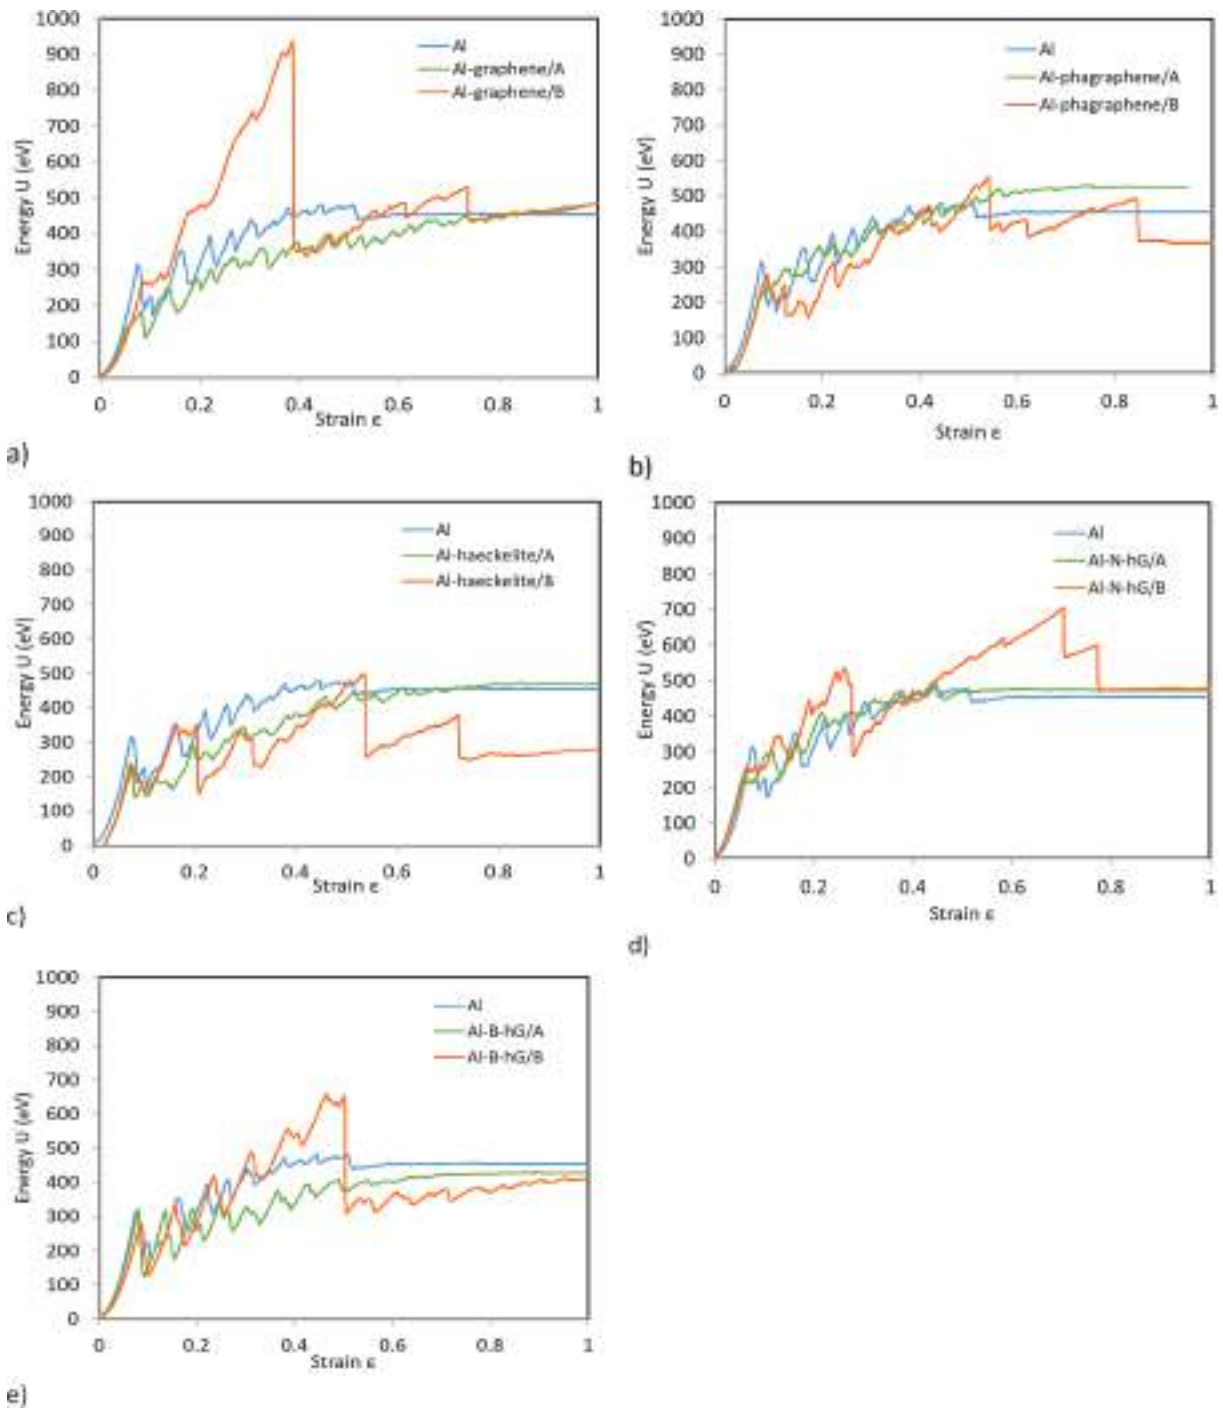 1000
900
800
700
600
500
400
300
200
100
0
Energy U (eV)
Al
Al-graphene/A
Al-graphene/B
0 0.2 0.4 0.6 0.8 1
Strain ε
a)
1000
900
800
700
600
500
400
300
200
100
0
Energy U (eV)
Al
Al-phagraphene/A
Al-phagraphene/B
0 0.2 0.4 0.6 0.8 1
Strain ε
b)
1000
900
800
700
600
500
400
300
200
100
0
Energy U (eV)
Al
Al-haeckelite/A
Al-haeckelite/B
0 0.2 0.4 0.6 0.8 1
Strain ε
c)
1000
900
800
700
600
500
400
300
200
100
0
Energy U (eV)
Al
Al-N-hG/A
Al-N-hG/B
0 0.2 0.4 0.6 0.8 1
Strain ε
d)
1000
900
800
700
600
500
400
300
200
100
0
Energy U (eV)
Al
Al-B-hG/A
Al-B-hG/B
0 0.2 0.4 0.6 0.8 1
Strain ε
e)